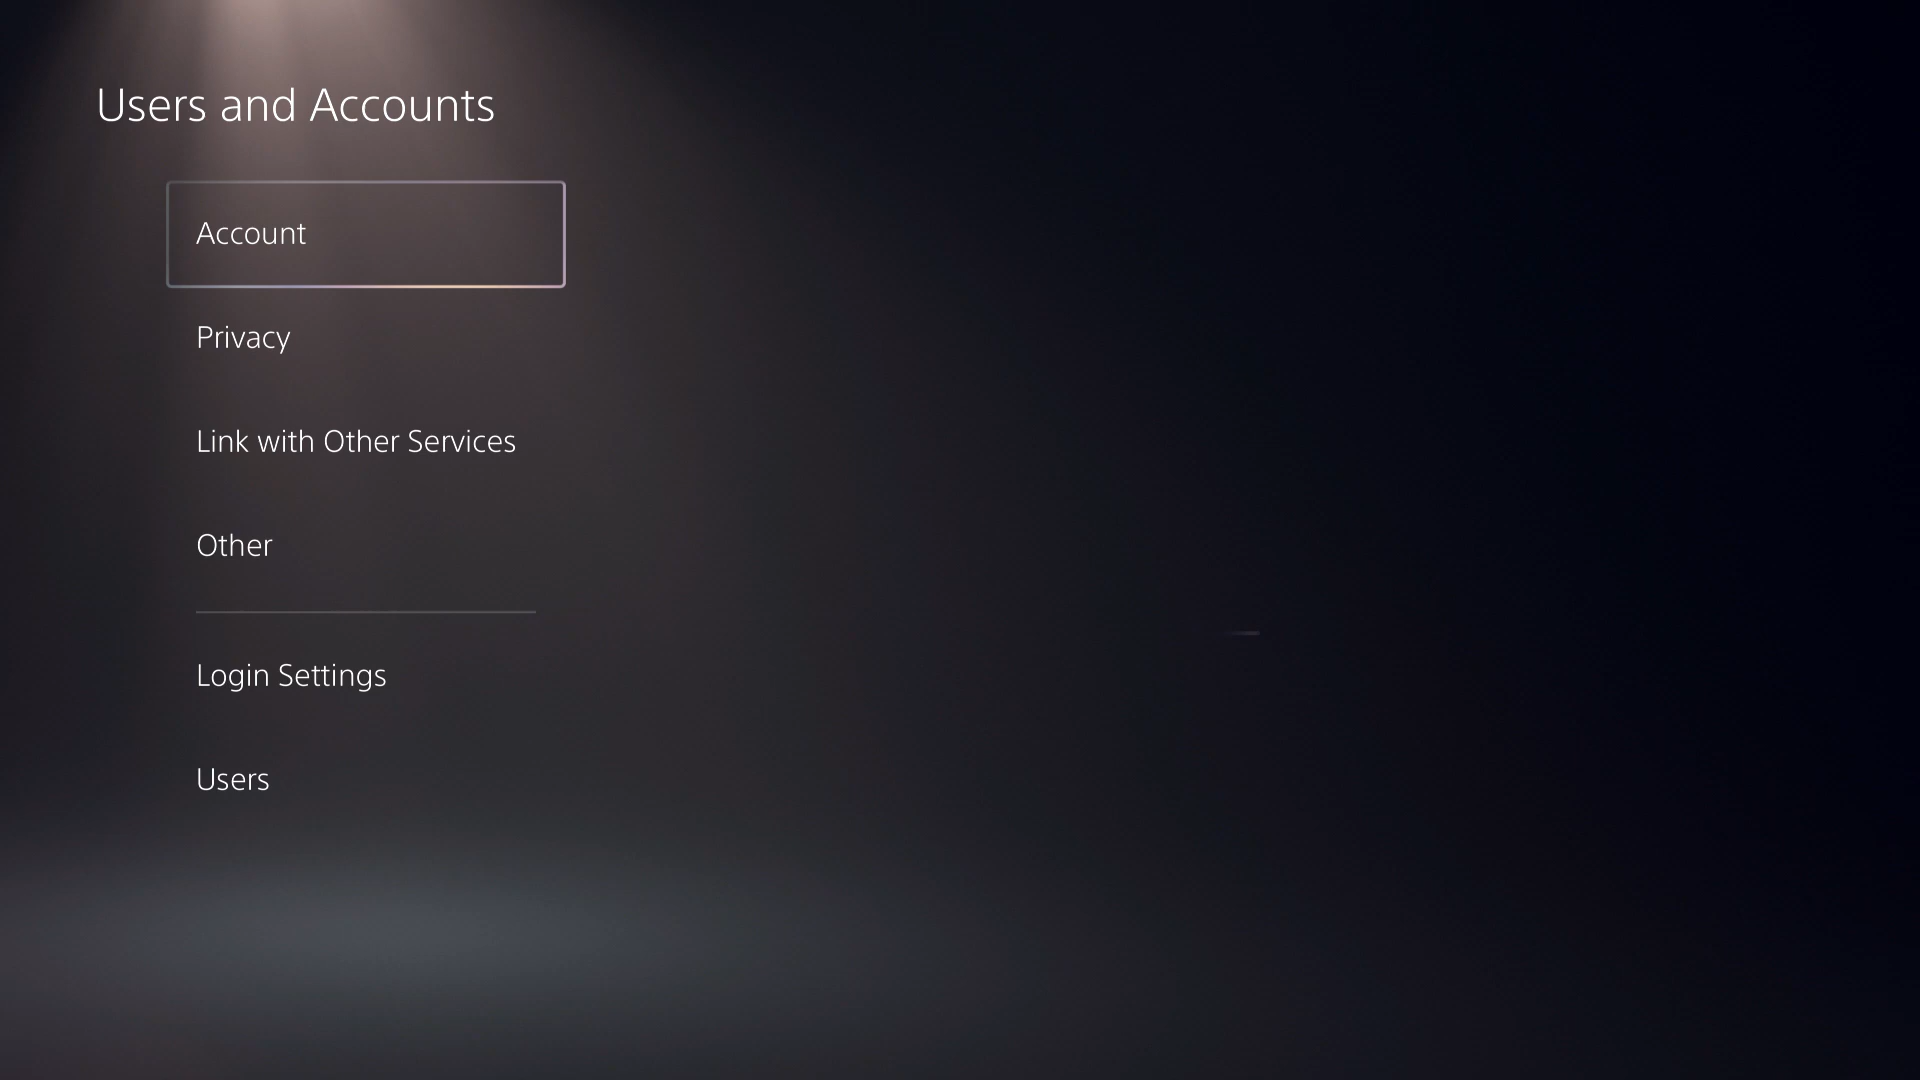 Users and Accounts
Account
Privacy
Link with Other Services
Other
Login Settings
Users